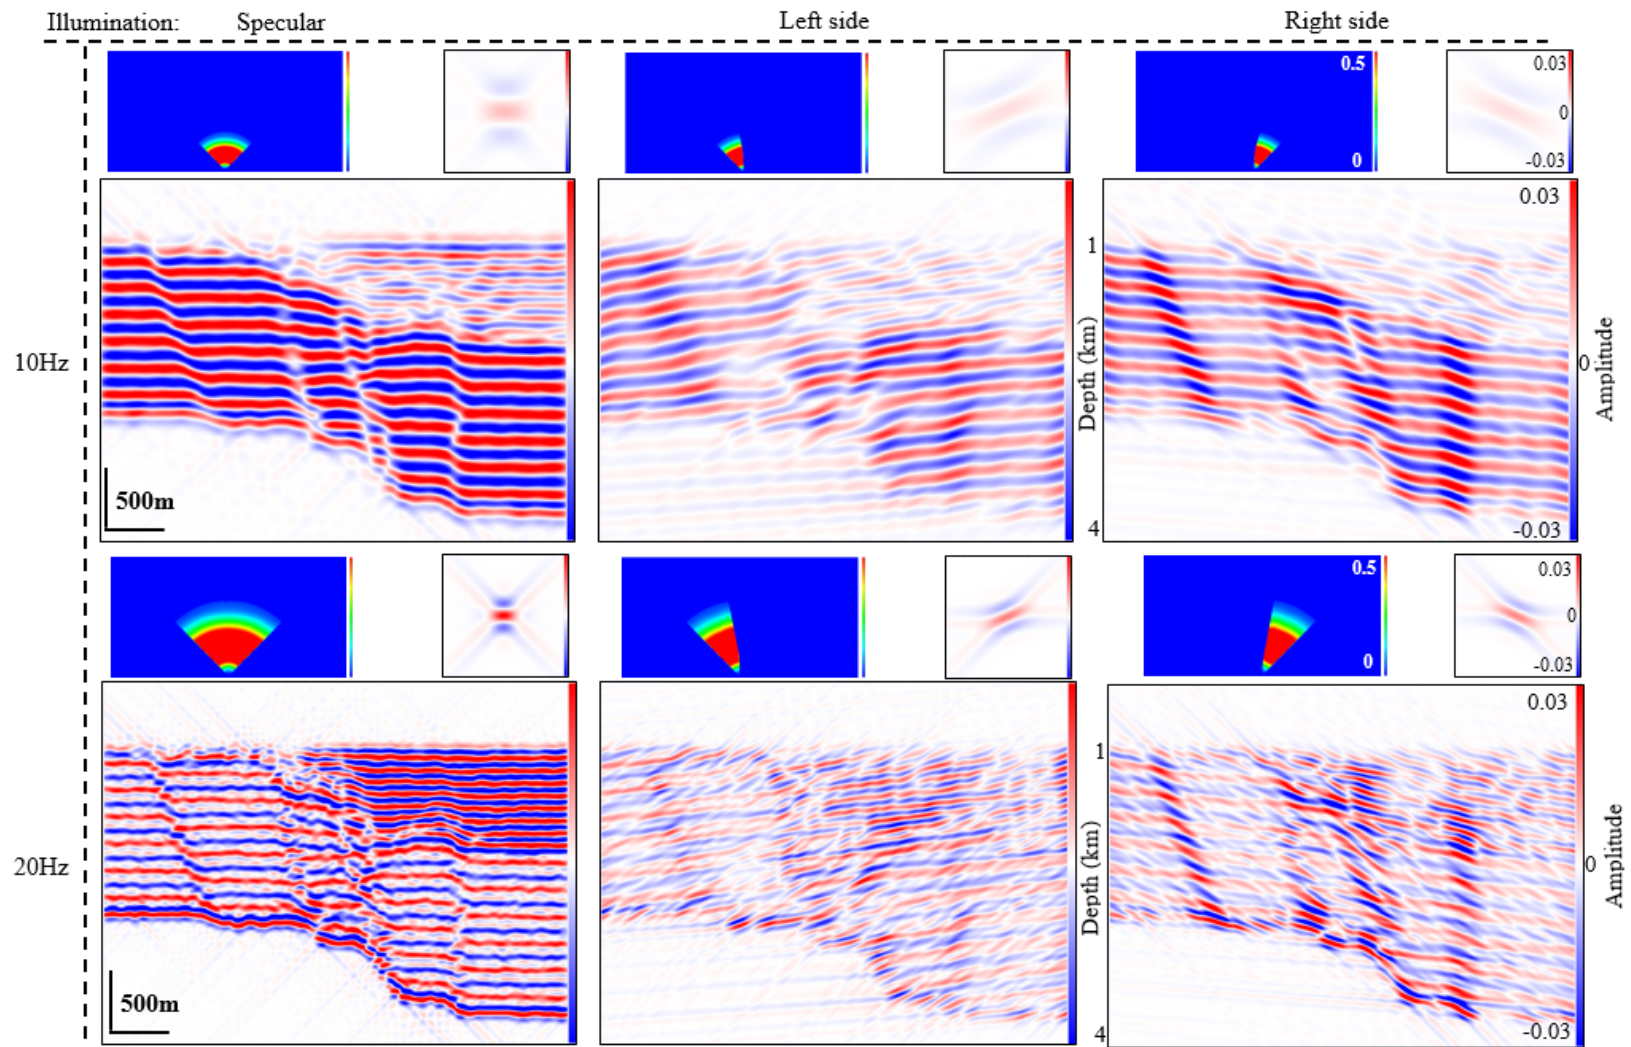 Illumination: Specular Left side Right side
0.5 0.03
0
0 -0.03
0.03
1
10Hz Depth (km) 0 Amplitude
500m
4 -0.03
0.5 0.03
0
0 -0.03
0.03
1
20Hz Depth (km) 0 Amplitude
500m
4 -0.03